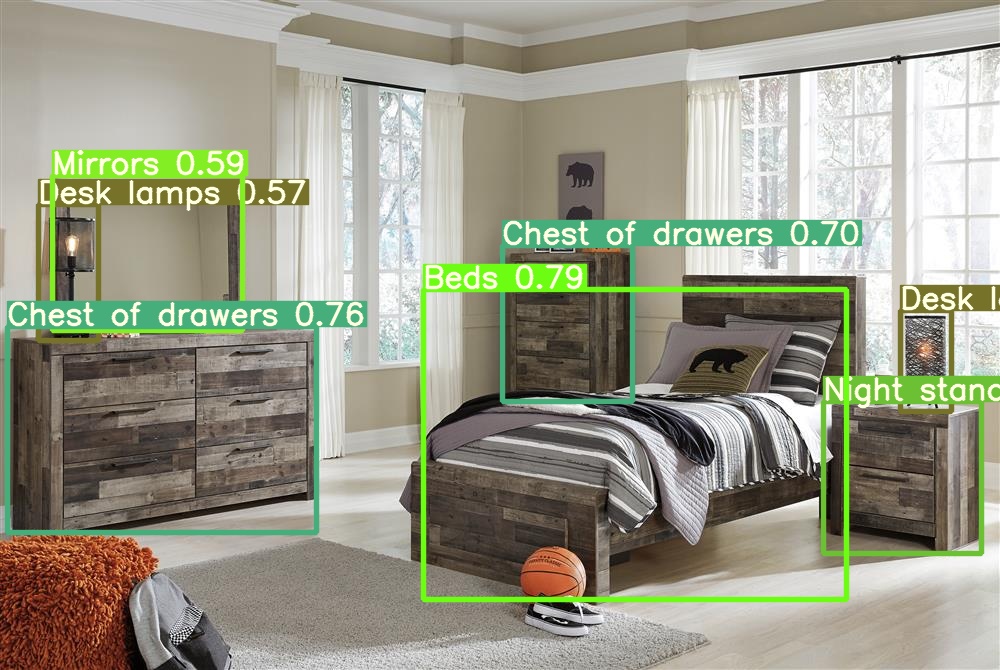 Mirrors 0.59
Desk lamps 0.57
Chest of drawers 0.70
Beds 0.79
Chest of drawers 0.76
Desk l
Night stand